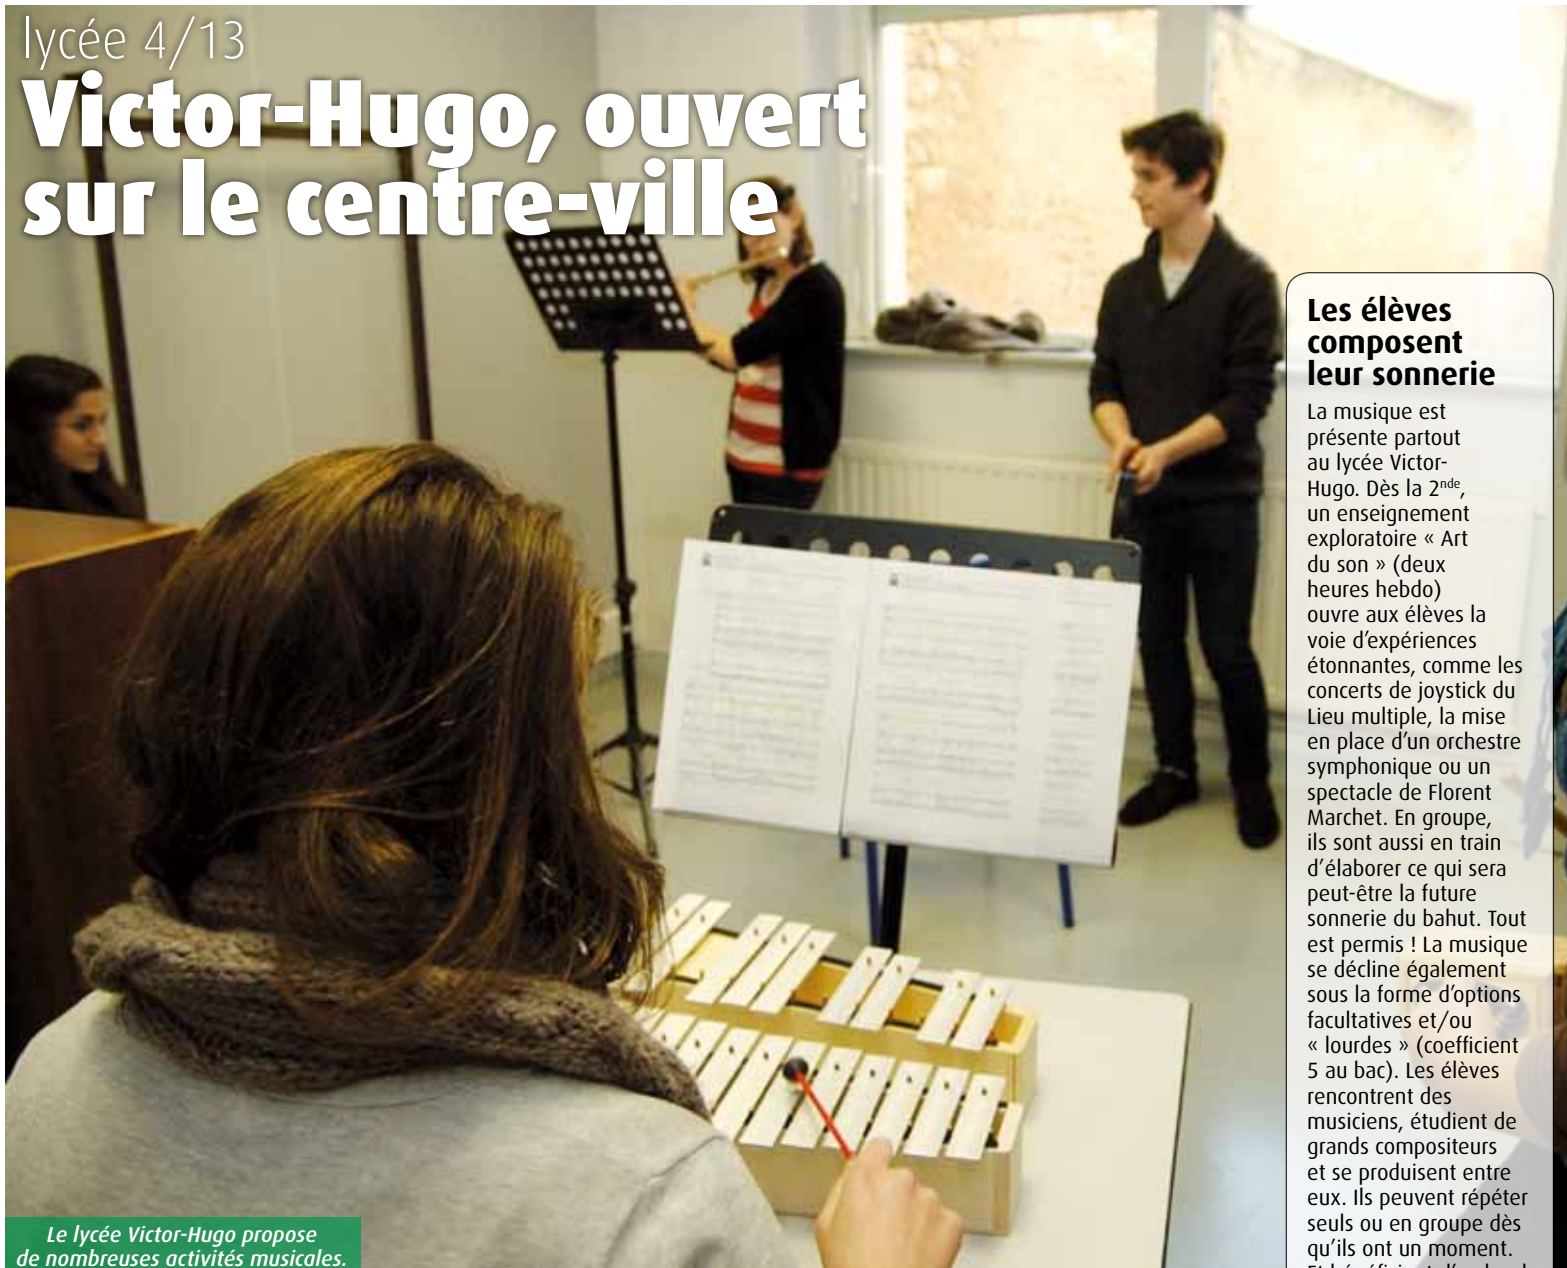 lycée 4/13
Victor-Hugo, ouvert
sur le centre-ville
Les élèves
composent
leur sonnerie
La musique est
présente partout
au lycée Victor-
Hugo. Dès la 2nde,
un enseignement
exploratoire « Art
du son » (deux
heures hebdo)
ouvre aux élèves la
voie d’expériences
étonnantes, comme les
concerts de joystick du
Lieu multiple, la mise
en place d’un orchestre
symphonique ou un
spectacle de Florent
Marchet. En groupe,
ils sont aussi en train
d’élaborer ce qui sera
peut-être la future
sonnerie du bahut. Tout
est permis ! La musique
se décline également
sous la forme d’options
facultatives et/ou
« lourdes » (coefficient
5 au bac). Les élèves
rencontrent des
musiciens, étudient de
grands compositeurs
et se produisent entre
eux. Ils peuvent répéter
seuls ou en groupe dès
qu’ils ont un moment.
Le lycée Victor-Hugo propose
de nombreuses activités musicales.